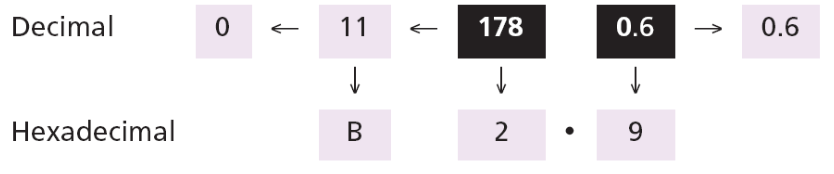 Decimal 0 ← 11 ← 178 0.6 → 0.6
↓ ↓ ↓
Hexadecimal B 2 • 9